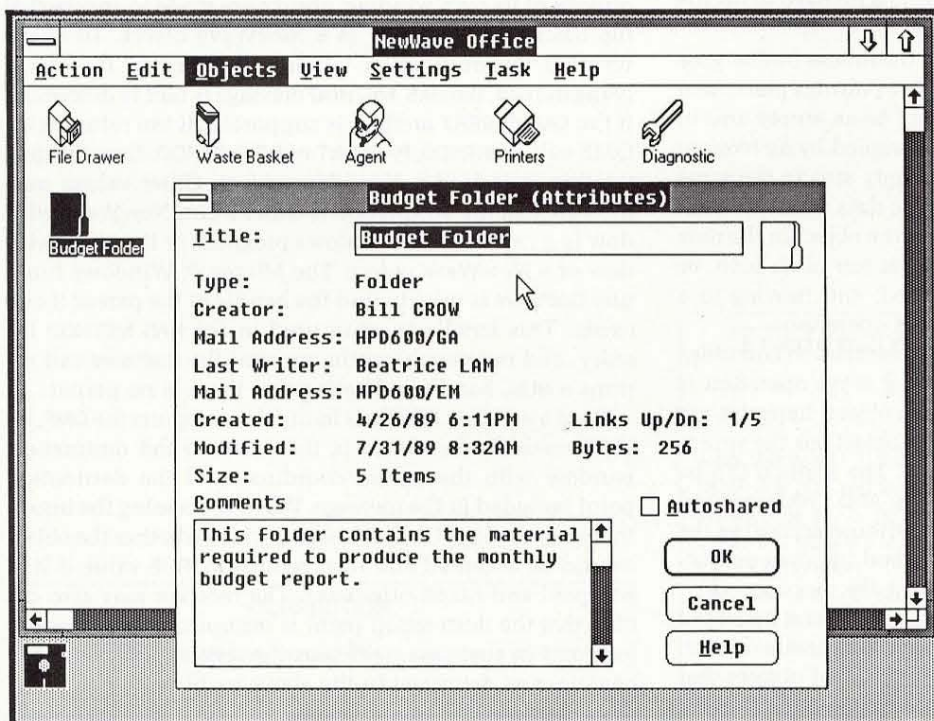 NewWave Office
Action Edit Objects View Settings Task Help
File Drawer
Waste Basket
Agent
Printers
Diagnostic
Budget Folder
Budget Folder (Attributes)
Title: Budget Folder
Type: Folder
Creator: Bill CROW
Mail Address: HPD600/GA
Last Writer: Beatrice LAM
Mail Address: HPD600/EM
Created: 4/26/89 6:11PM Links Up/Dn: 1/5
Modified: 7/31/89 8:32AM Bytes: 256
Size: 5 Items
Comments
Autoshared
This folder contains the material
required to produce the monthly
budget report.
OK
Cancel
Help